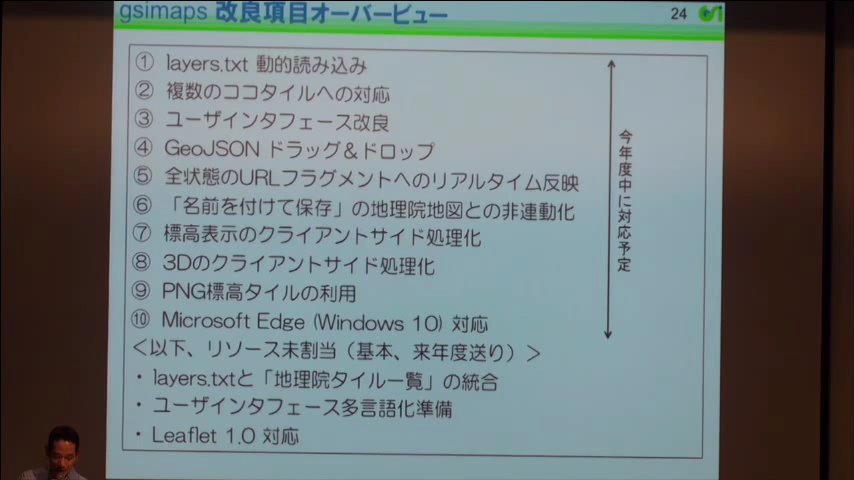 gsimaps 改良項目オーバービュー
24
① layers.txt 動的読み込み
② 複数のココタイルへの対応
③ ユーザインタフェース改良
④ GeoJSON ドラッグ＆ドロップ
⑤ 全状態のURLフラグメントへのリアルタイム反映
⑥ 「名前を付けて保存」の地理院地図との非連動化
⑦ 標高表示のクライアントサイド処理化
⑧ 3Dのクライアントサイド処理化
⑨ PNG標高タイルの利用
⑩ Microsoft Edge (Windows 10) 対応
今年度中に対応予定
＜以下、リソース未割当（基本、来年度送り）＞
・layers.txtと「地理院タイル一覧」の統合
・ユーザインタフェース多言語化準備
・Leaflet 1.0 対応